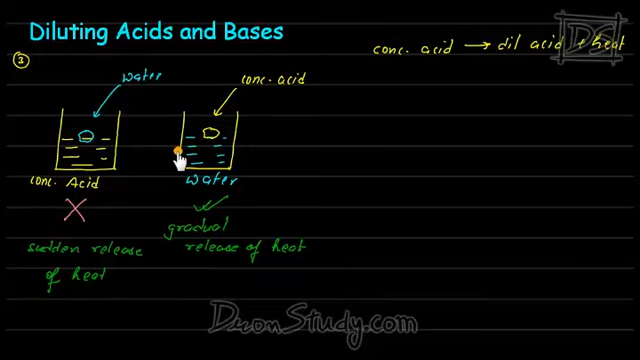 Diluting Acids and Bases
DS
conc. acid → dil acid + heat
3
water
conc. acid
conc. Acid
water
gradual
release of heat
sudden release
of heat
DronStudy.com